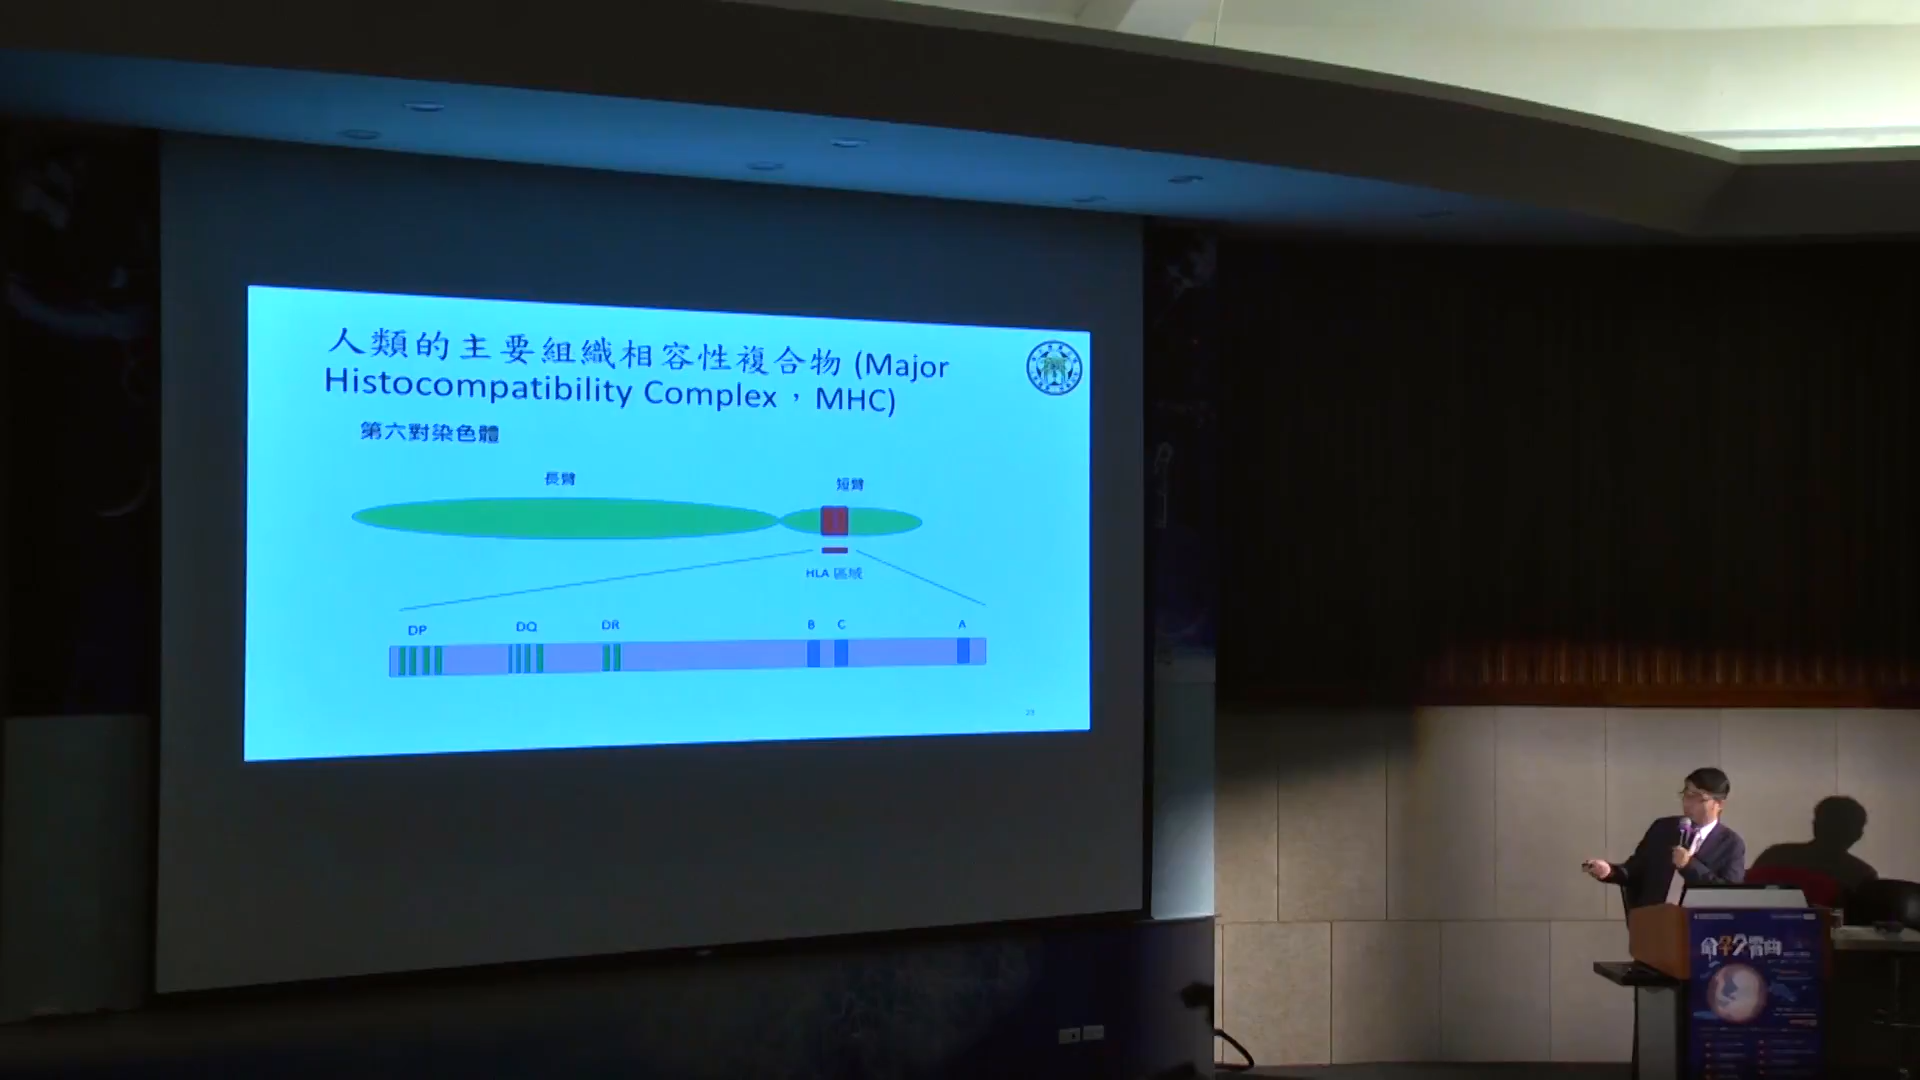 人類的主要組織相容性複合物 (Major
Histocompatibility Complex，MHC)
第六對染色體
長臂
短臂
HLA 區域
DP
DQ
DR
B
C
A
23